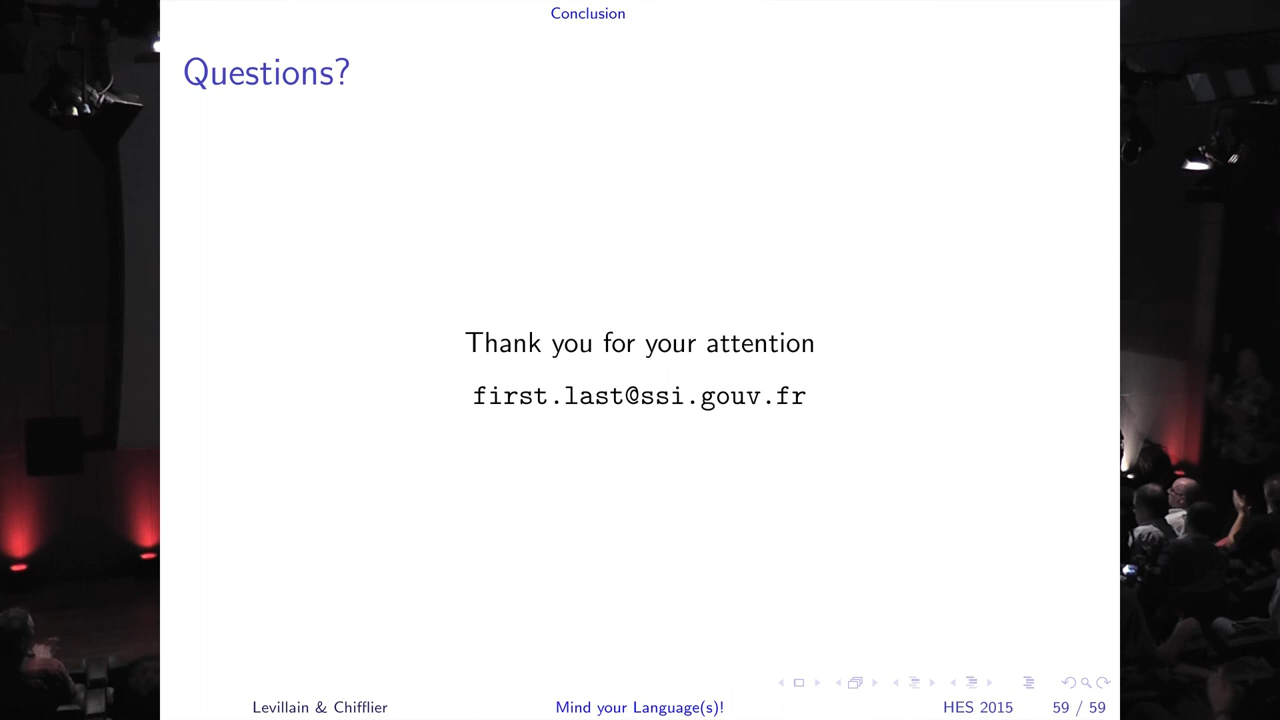 Conclusion
Questions?
Thank you for your attention
first.last@ssi.gouv.fr
Levillain & Chifflier
Mind your Language(s)!
HES 2015
59 / 59